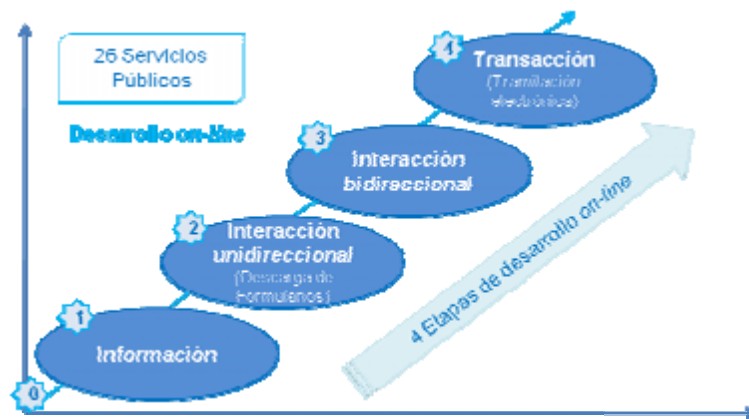 26 Servicios
Públicos
Desarrollo on-line
4
Transacción
(Tramitación
electrónica)
3
Interacción
bidireccional
2
Interacción
unidireccional
(Descarga de
Formularios)
1
Información
0
4 Etapas de desarrollo on-line